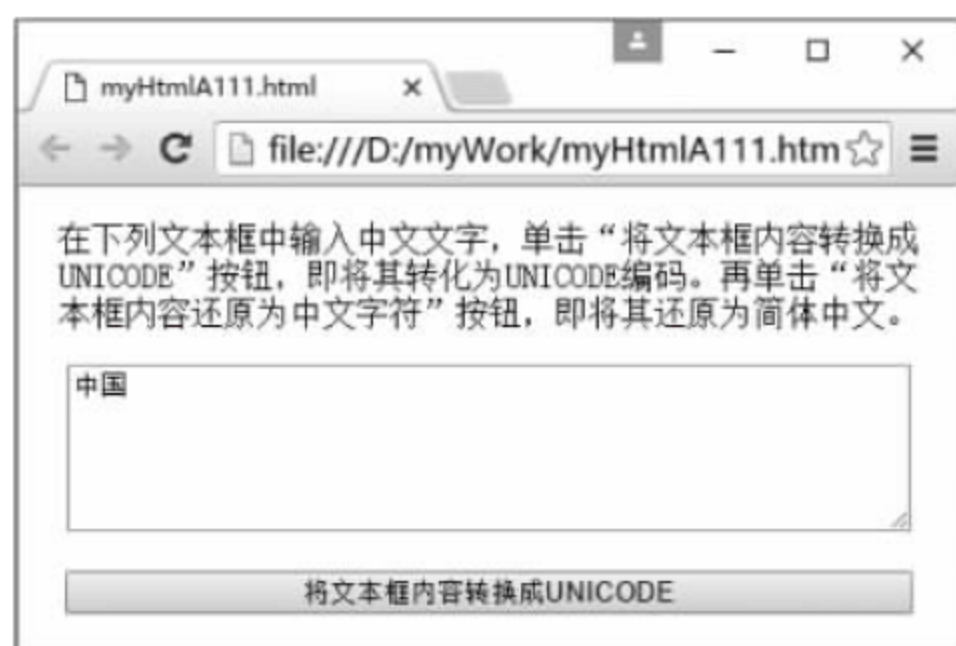 myHtmlA111.html
file:///D:/myWork/myHtmlA111.htm
在下列文本框中输入中文文字，单击“将文本框内容转换成
UNICODE”按钮，即将其转化为UNICODE编码。再单击“将文
本框内容还原为中文字符”按钮，即将其还原为简体中文。
中国
将文本框内容转换成UNICODE